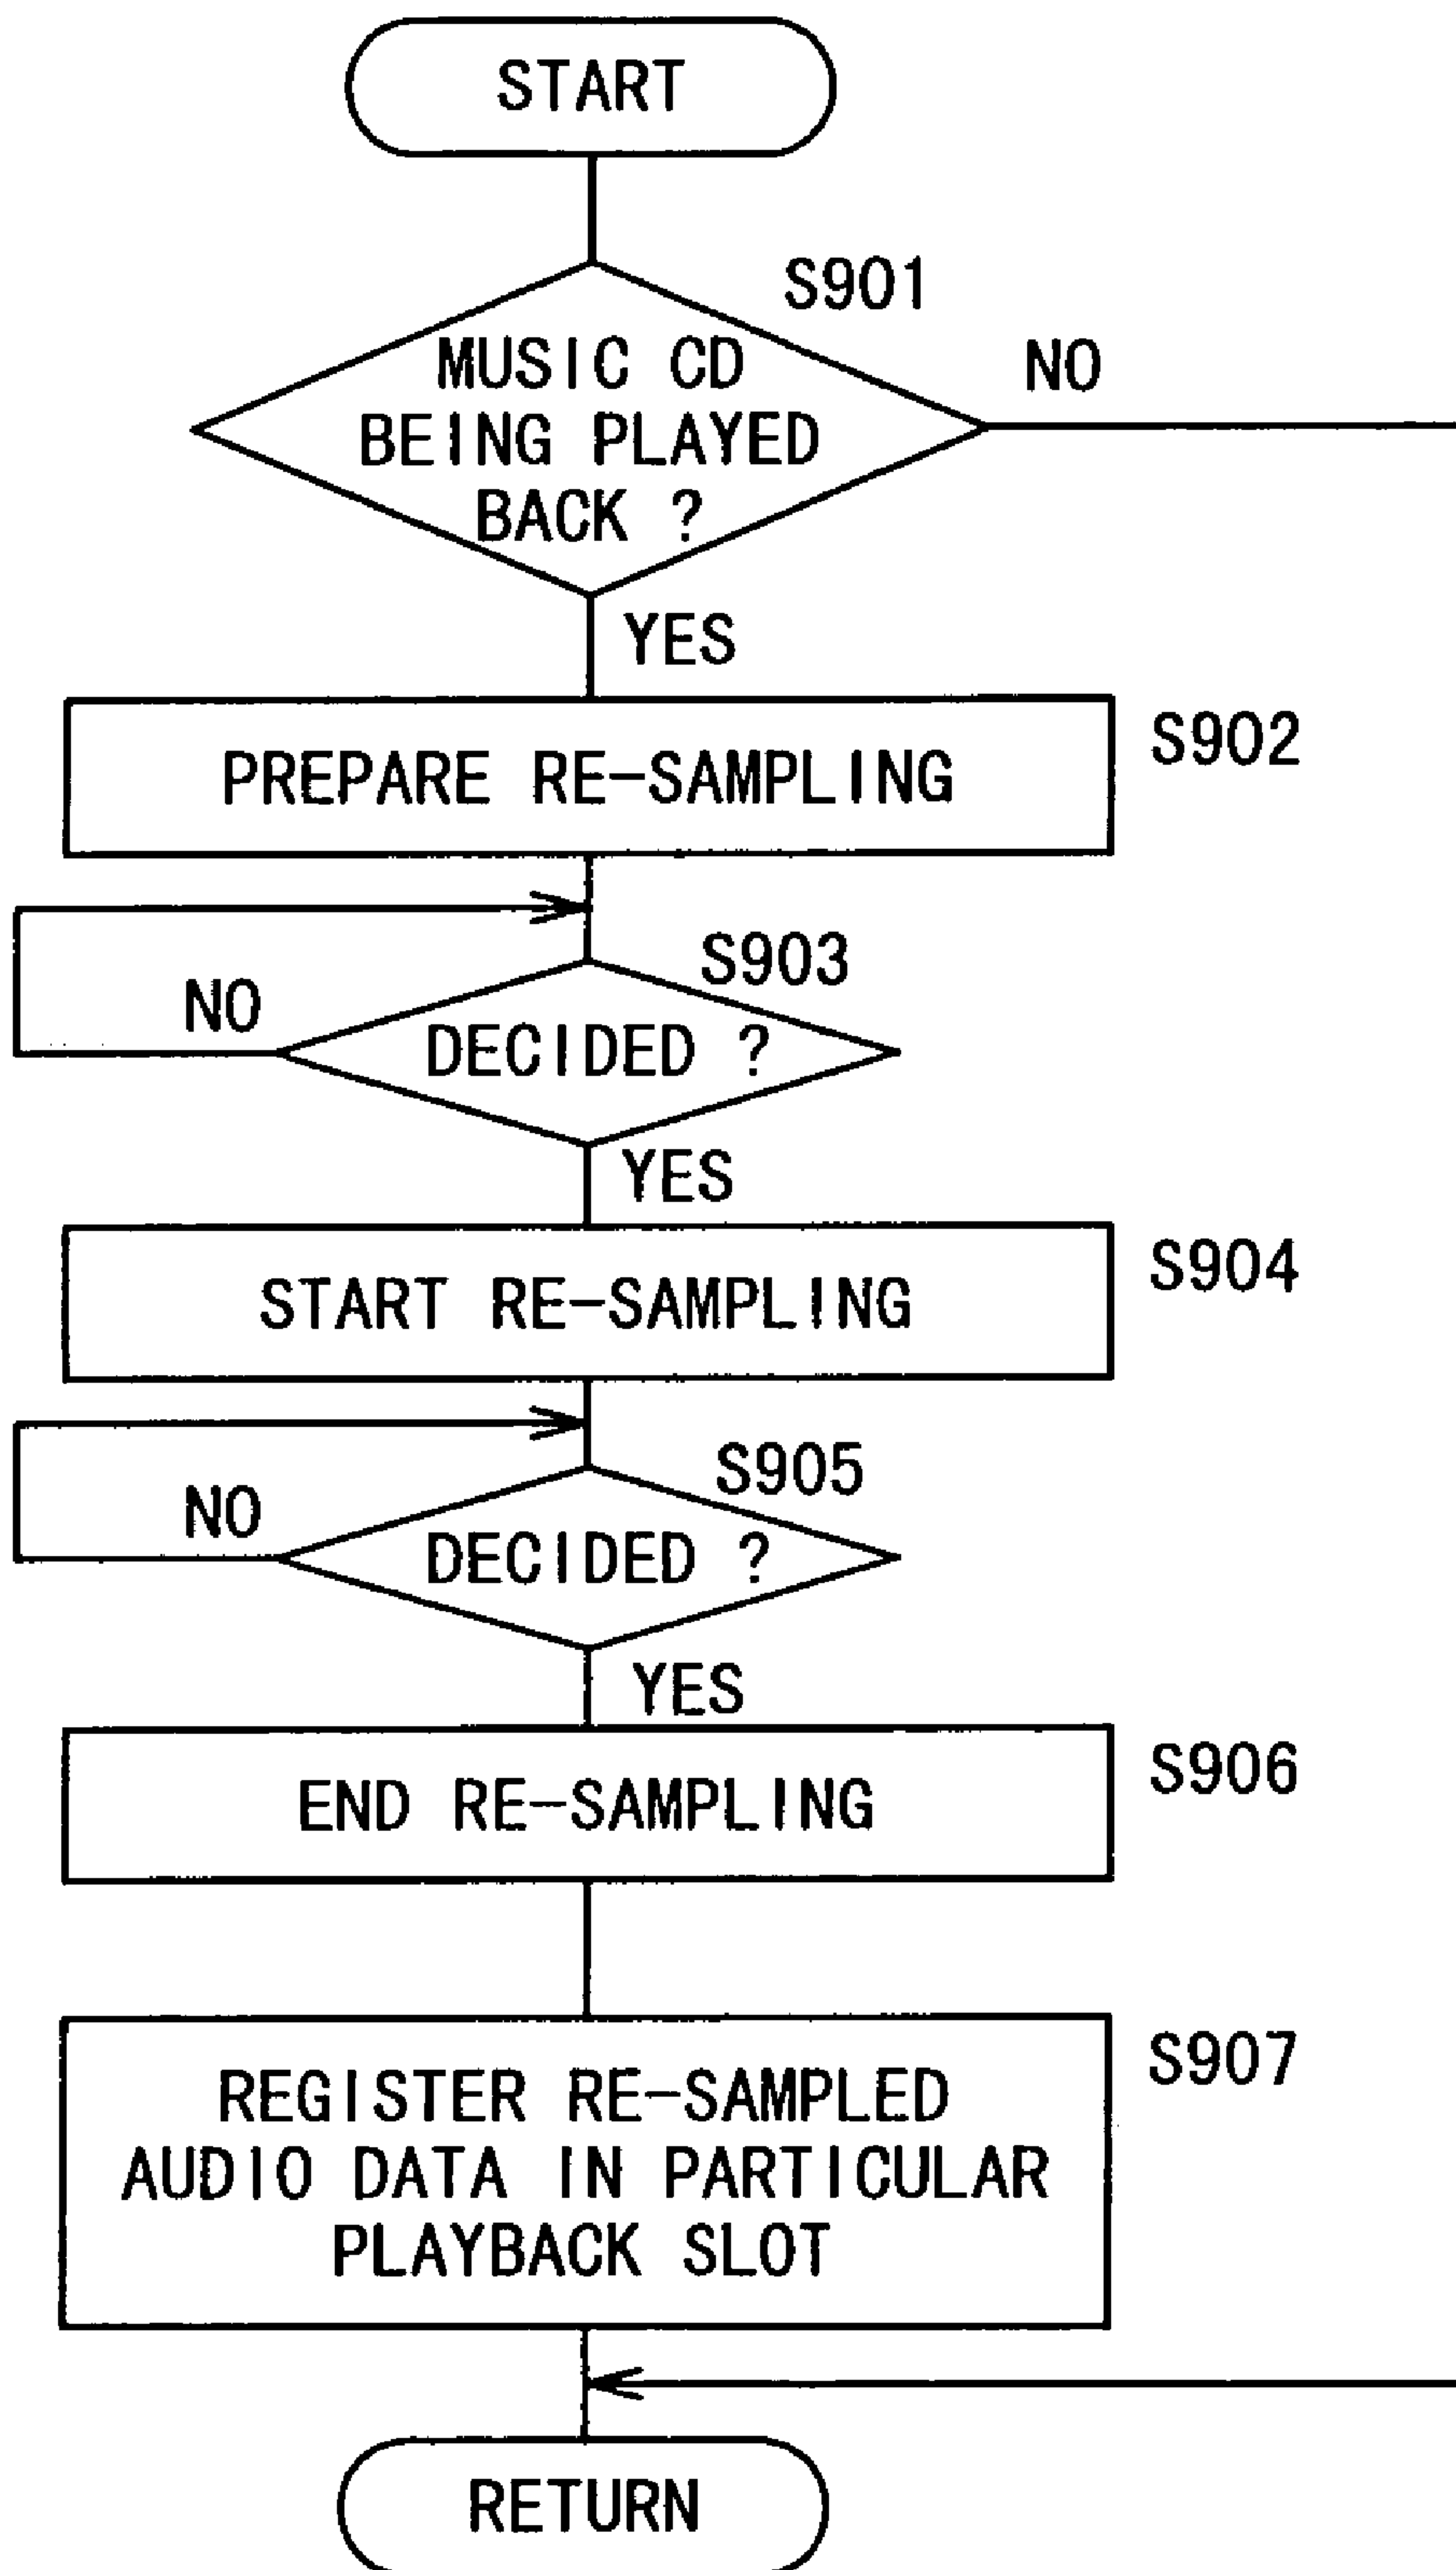 START
S901
MUSIC CD
BEING PLAYED
BACK ?
NO
YES
PREPARE RE-SAMPLING
S902
S903
NO
DECIDED ?
YES
START RE-SAMPLING
S904
S905
NO
DECIDED ?
YES
END RE-SAMPLING
S906
S907
REGISTER RE-SAMPLED
AUDIO DATA IN PARTICULAR
PLAYBACK SLOT
RETURN